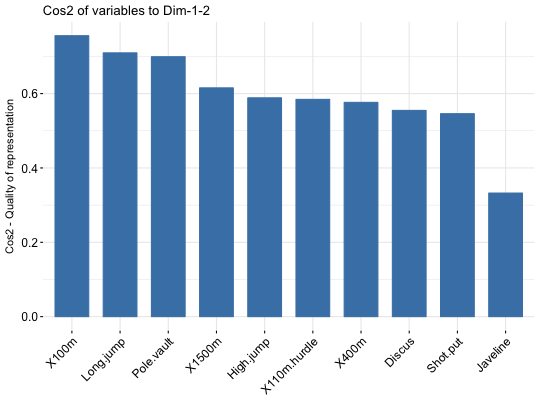 Cos2 of variables to Dim-1-2
Cos2 - Quality of representation
0.6
0.4
0.2
0.0
X100m
Long.jump
Pole.vault
X1500m
High.jump
X110m.hurdle
X400m
Discus
Shot.put
Javeline